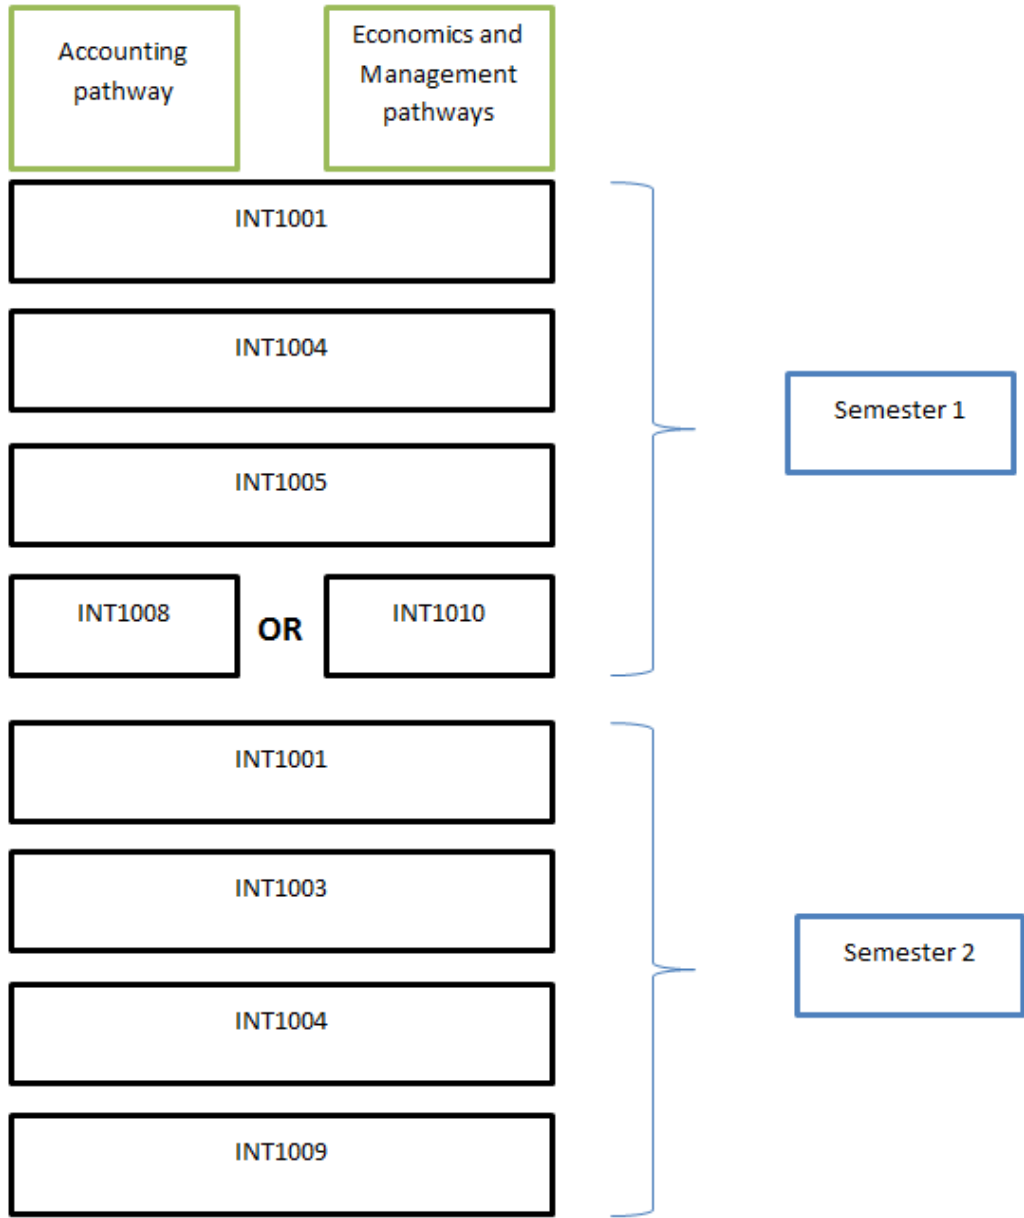 Accounting
pathway
Economics and
Management
pathways
INT1001
INT1004
INT1005
INT1008
OR
INT1010
Semester 1
INT1001
INT1003
INT1004
INT1009
Semester 2